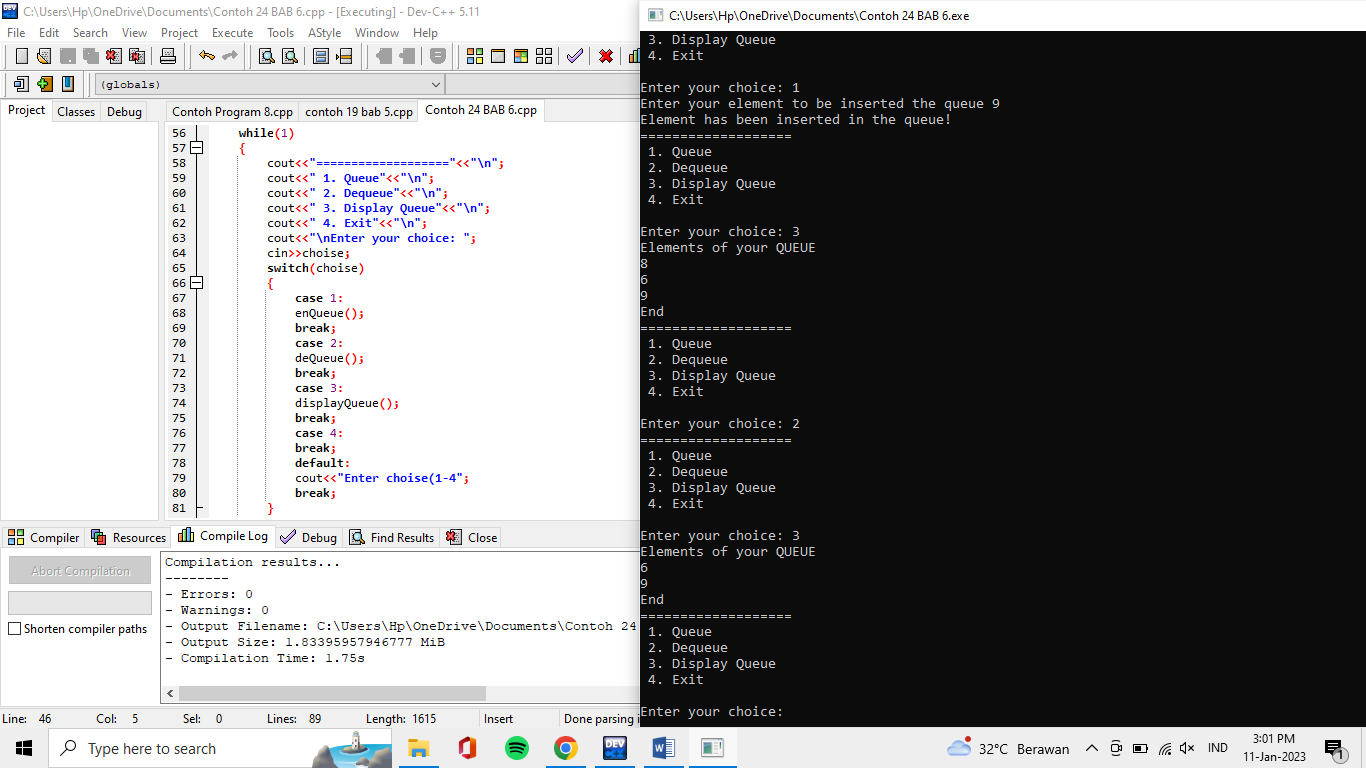 C:\Users\Hp\OneDrive\Documents\Contoh 24 BAB 6.cpp - [Executing] - Dev-C++ 5.11
File Edit Search View Project Execute Tools AStyle Window Help
(globals)
Project Classes Debug
Contoh Program 8.cpp contoh 19 bab 5.cpp Contoh 24 BAB 6.cpp
56 while(1)
57 {
58 cout<<"==================="<<"\n";
59 cout<<" 1. Queue"<<"\n";
60 cout<<" 2. Dequeue"<<"\n";
61 cout<<" 3. Display Queue"<<"\n";
62 cout<<" 4. Exit"<<"\n";
63 cout<<"\nEnter your choice: ";
64 cin>>choise;
65 switch(choise)
66 {
67 case 1:
68 enQueue();
69 break;
70 case 2:
71 deQueue();
72 break;
73 case 3:
74 displayQueue();
75 break;
76 case 4:
77 break;
78 default:
79 cout<<"Enter choise(1-4";
80 break;
81 }
Compiler Resources Compile Log Debug Find Results Close
Abort Compilation
Shorten compiler paths
Compilation results...
--------
- Errors: 0
- Warnings: 0
- Output Filename: C:\Users\Hp\OneDrive\Documents\Contoh 24
- Output Size: 1.83395957946777 MiB
- Compilation Time: 1.75s
Line: 46 Col: 5 Sel: 0 Lines: 89 Length: 1615 Insert Done parsing i
C:\Users\Hp\OneDrive\Documents\Contoh 24 BAB 6.exe
3. Display Queue
4. Exit
Enter your choice: 1
Enter your element to be inserted the queue 9
Element has been inserted in the queue!
===================
1. Queue
2. Dequeue
3. Display Queue
4. Exit
Enter your choice: 3
Elements of your QUEUE
8
6
9
End
===================
1. Queue
2. Dequeue
3. Display Queue
4. Exit
Enter your choice: 2
===================
1. Queue
2. Dequeue
3. Display Queue
4. Exit
Enter your choice: 3
Elements of your QUEUE
6
9
End
===================
1. Queue
2. Dequeue
3. Display Queue
4. Exit
Enter your choice:
Type here to search
DEV
32°C Berawan
IND
3:01 PM
11-Jan-2023
1